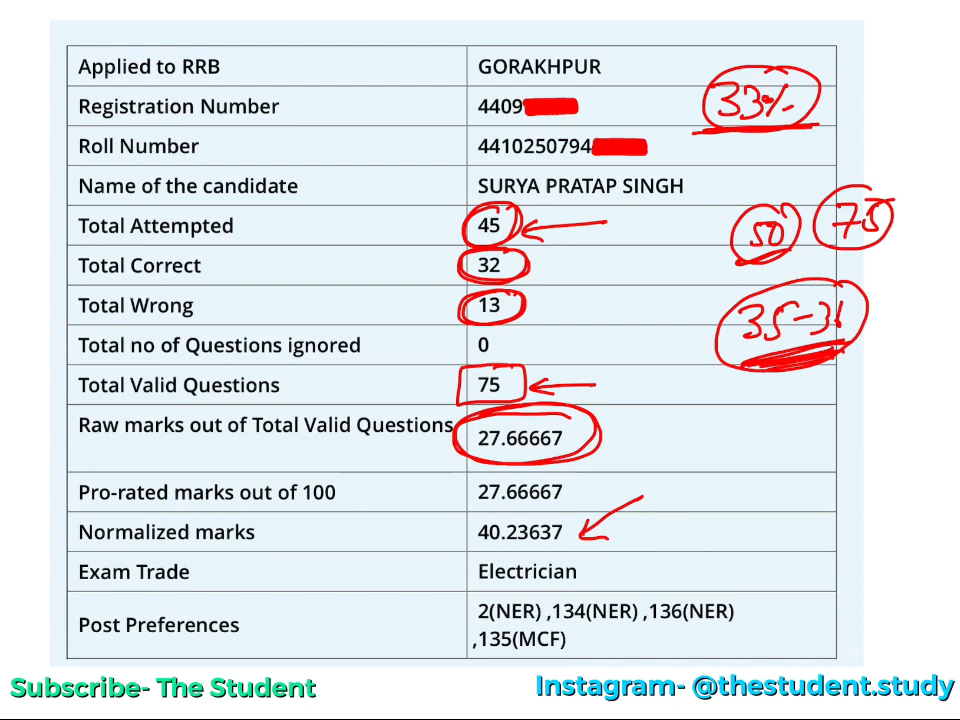 Applied to RRB GORAKHPUR
33%
Registration Number 4409
Roll Number 4410250794
Name of the candidate SURYA PRATAP SINGH
Total Attempted 45
50 75
Total Correct 32
Total Wrong 13
Total no of Questions ignored 0
Total Valid Questions 75
Raw marks out of Total Valid Questions 27.66667
Pro-rated marks out of 100 27.66667
Normalized marks 40.23637
Exam Trade Electrician
Post Preferences 2(NER) ,134(NER) ,136(NER)
,135(MCF)
Subscribe- The Student Instagram- @thestudent.study